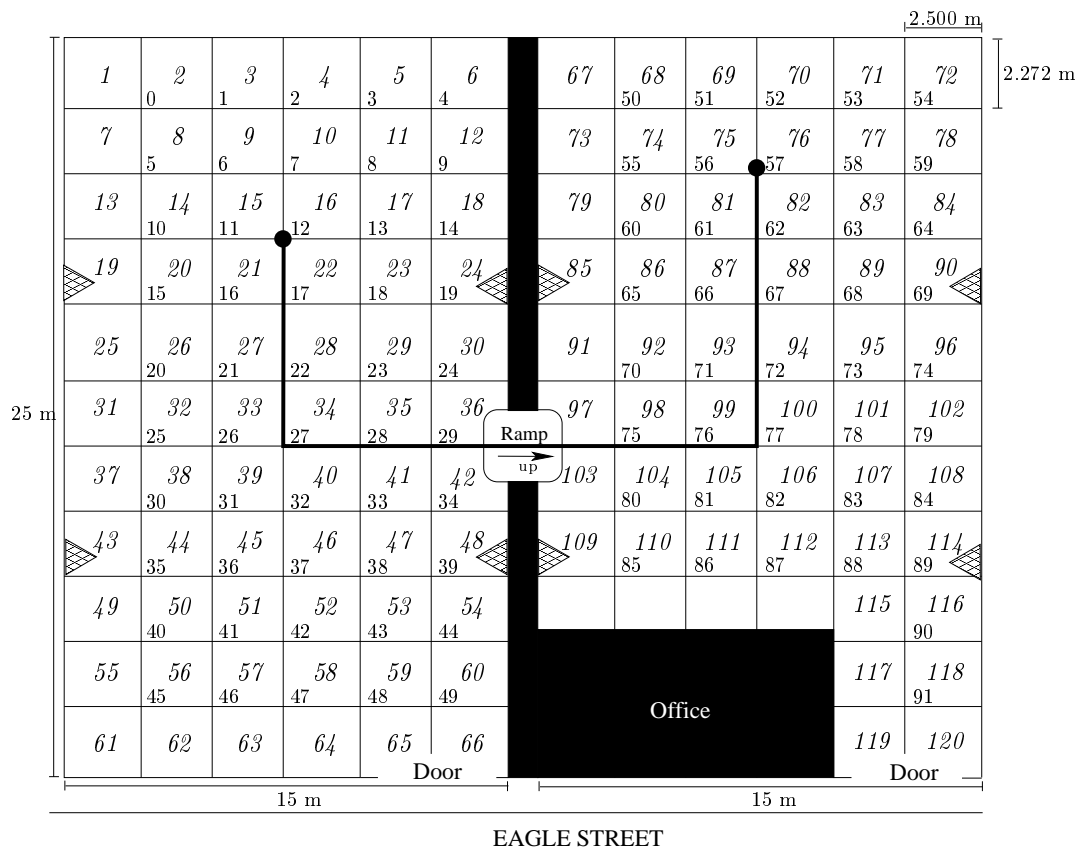 2.500 m
1 2 3 4 5 6 67 68 69 70 71 72
2.272 m
0 1 2 3 4 50 51 52 53 54
7 8 9 10 11 12 73 74 75 76 77 78
5 6 7 8 9 55 56 57 58 59
13 14 15 16 17 18 79 80 81 82 83 84
10 11 12 13 14 60 61 62 63 64
19 20 21 22 23 24 85 86 87 88 89 90
15 16 17 18 19 65 66 67 68 69
25 26 27 28 29 30 91 92 93 94 95 96
20 21 22 23 24 70 71 72 73 74
31 32 33 34 35 36 97 98 99 100 101 102
25 m
25 26 27 28 29 75 76 77 78 79
Ramp
up
37 38 39 40 41 42 103 104 105 106 107 108
30 31 32 33 34 80 81 82 83 84
43 44 45 46 47 48 109 110 111 112 113 114
35 36 37 38 39 85 86 87 88 89
49 50 51 52 53 54 115 116
40 41 42 43 44 90
55 56 57 58 59 60 117 118
45 46 47 48 49 91
Office
61 62 63 64 65 66 119 120
Door Door
15 m 15 m
EAGLE STREET